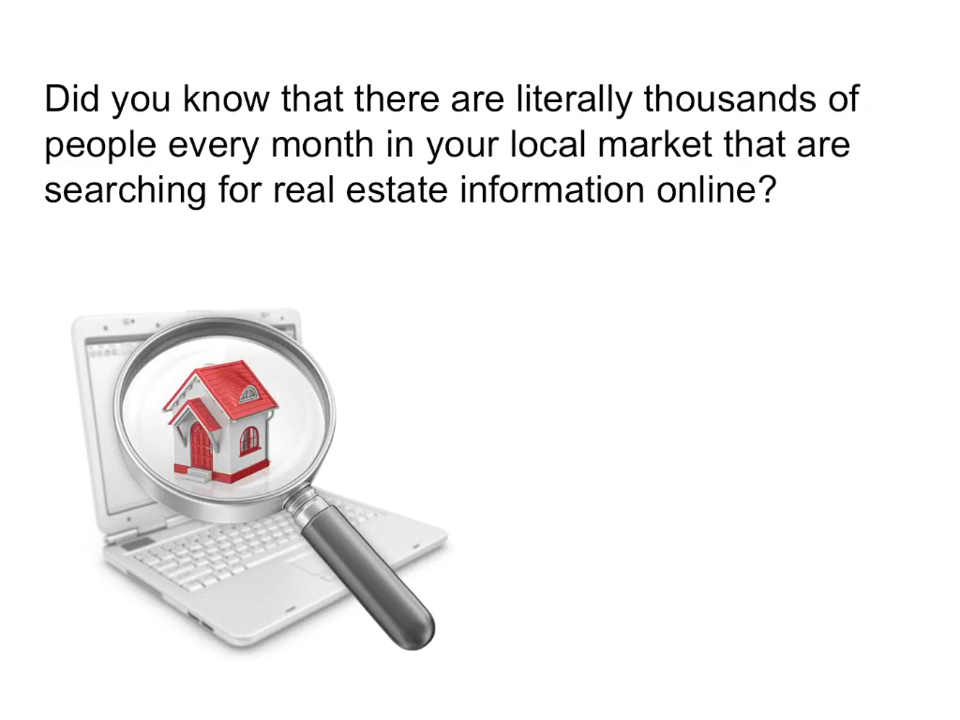 Did you know that there are literally thousands of
people every month in your local market that are
searching for real estate information online?